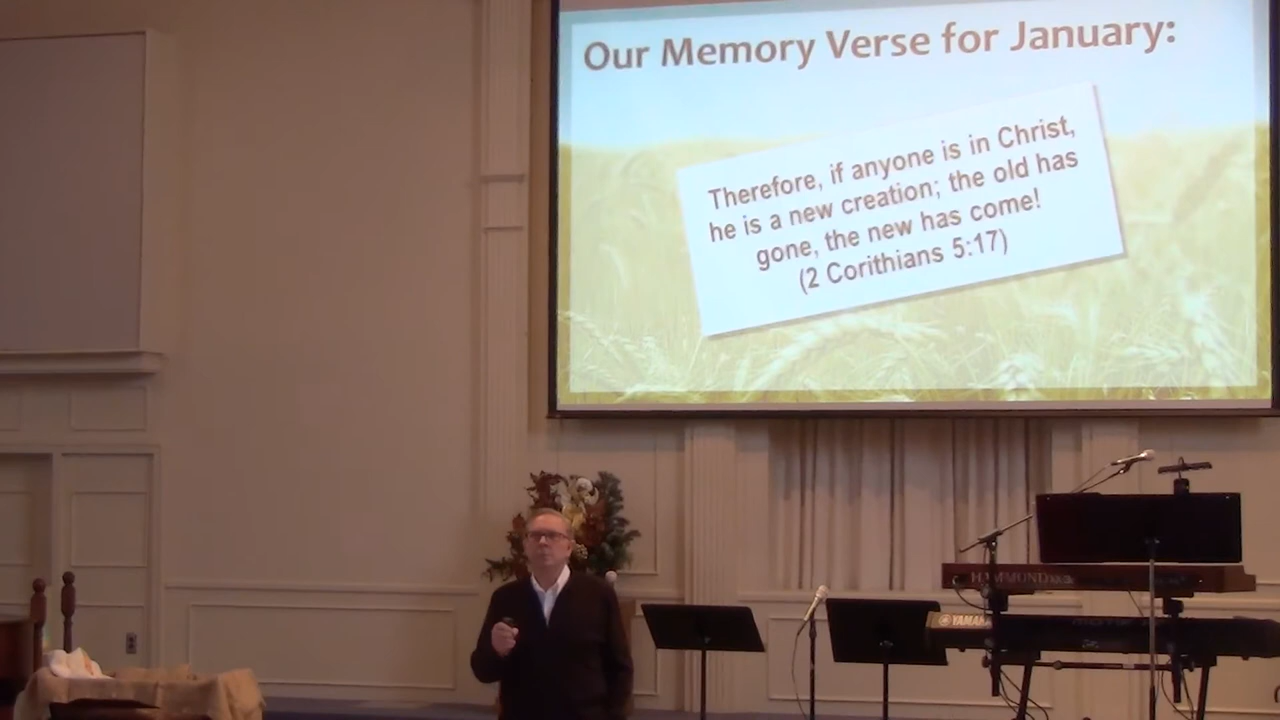 Our Memory Verse for January:
Therefore, if anyone is in Christ,
he is a new creation; the old has
gone, the new has come!
(2 Corithians 5:17)
HAMMOND
YAMAHA